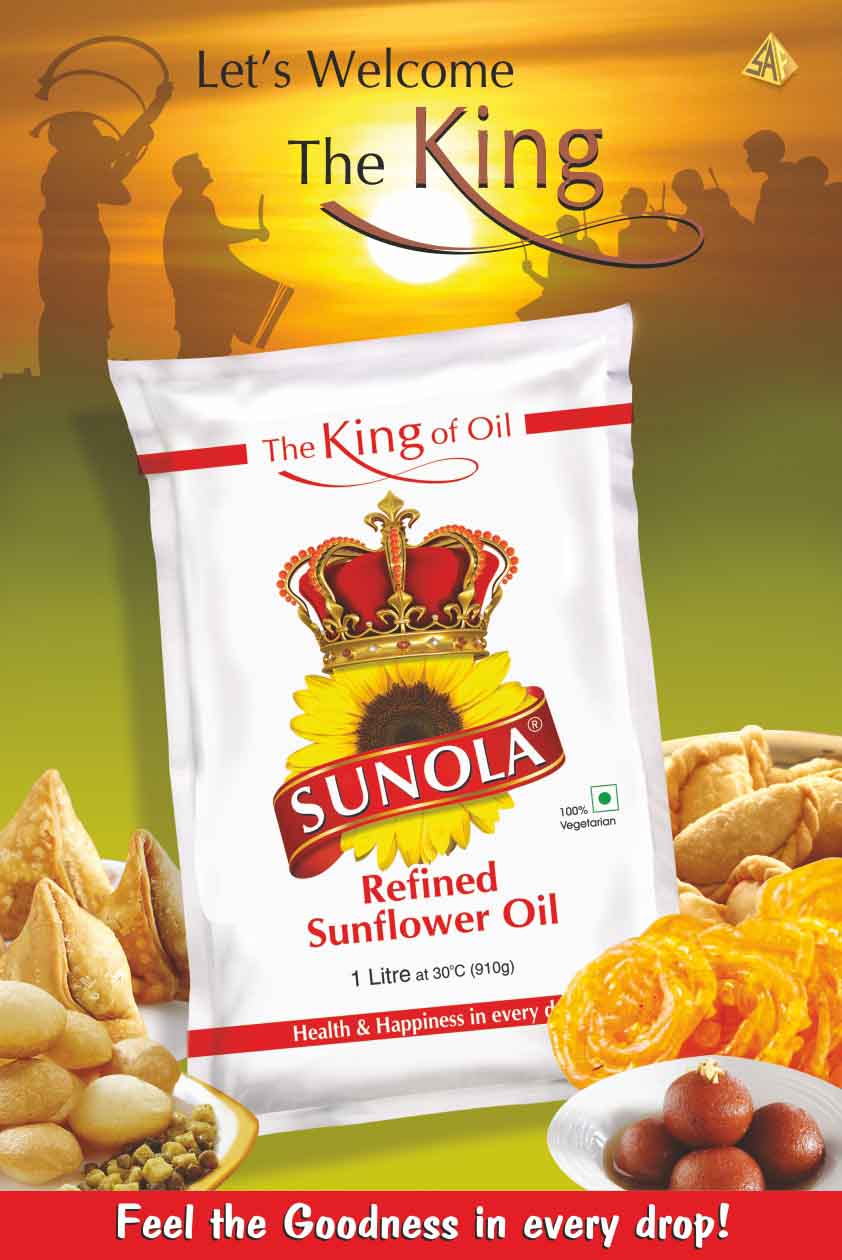 Let's Welcome
The King
SAP
The King of Oil
SUNOLA®
100%
Vegetarian
Refined
Sunflower Oil
1 Litre at 30°C (910g)
Health & Happiness in every d
Feel the Goodness in every drop!